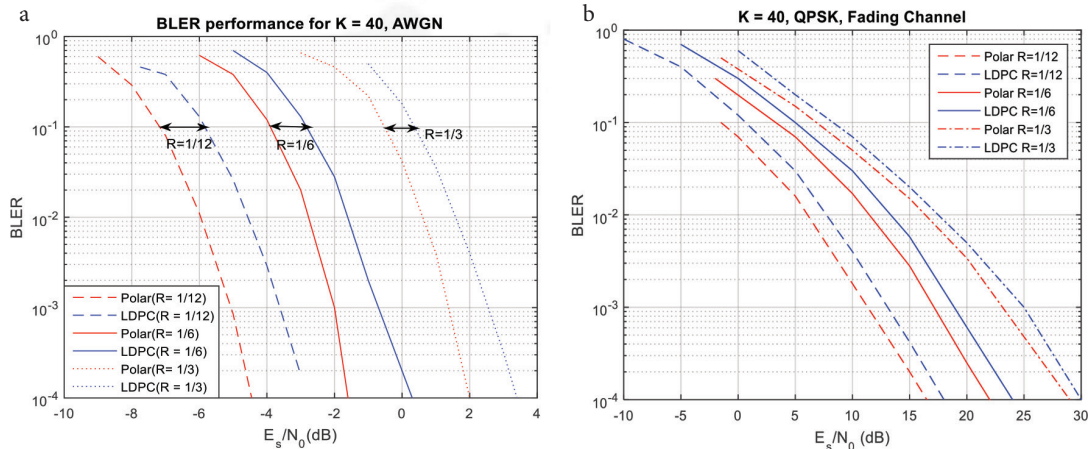 a
BLER performance for K = 40, AWGN
BLER
10^0
10^-1
10^-2
10^-3
10^-4
R=1/12
R=1/6
R=1/3
Polar(R= 1/12)
LDPC(R = 1/12)
Polar(R= 1/6)
LDPC(R = 1/6)
Polar(R= 1/3)
LDPC(R = 1/3)
-10 -8 -6 -4 -2 0 2 4
E_s/N_0(dB)
b
K = 40, QPSK, Fading Channel
BLER
10^0
10^-1
10^-2
10^-3
10^-4
Polar R=1/12
LDPC R=1/12
Polar R=1/6
LDPC R=1/6
Polar R=1/3
LDPC R=1/3
-10 -5 0 5 10 15 20 25 30
E_s/N_0 (dB)